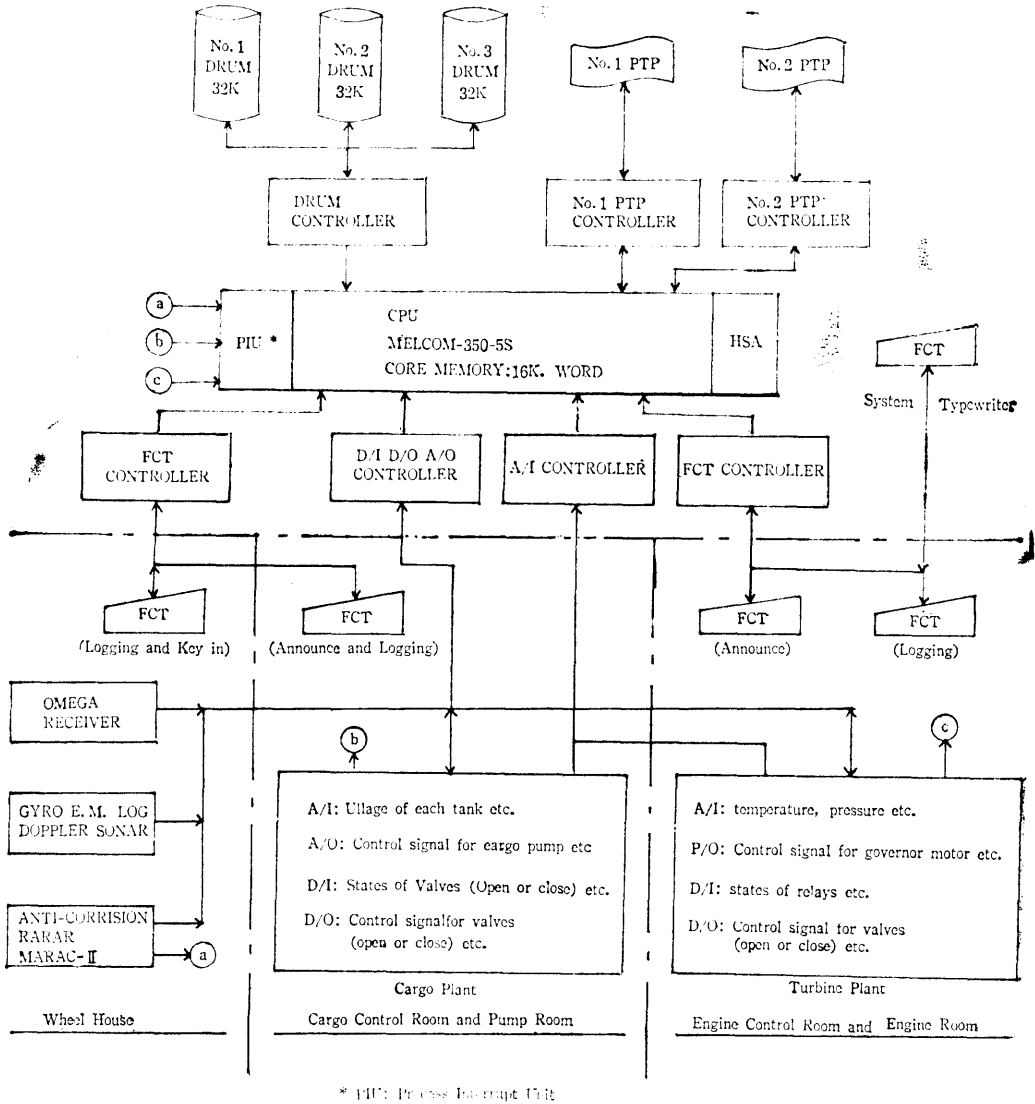 No. 1
DRUM
32K
No. 2
DRUM
32K
No. 3
DRUM
32K
No. 1 PTP
No. 2 PTP
DRUM
CONTROLLER
No. 1 PTP
CONTROLLER
No. 2 PTP
CONTROLLER
a
b
c
PIU *
CPU
MELCOM-350-5S
CORE MEMORY:16K. WORD
HSA
FCT
System Typewriter
FCT
CONTROLLER
D/I D/O A/O
CONTROLLER
A/I CONTROLLER
FCT CONTROLLER
FCT
(Logging and Key in)
FCT
(Announce and Logging)
FCT
(Announce)
FCT
(Logging)
OMEGA
RECEIVER
GYRO E.M. LOG
DOPPLER SONAR
ANTI-CORRISION
RARAR
MARAC-II
a
b
c
A/I: Ullage of each tank etc.
A/O: Control signal for cargo pump etc
D/I: States of Valves (Open or close) etc.
D/O: Control signalfor valves
(open or close) etc.
A/I: temperature, pressure etc.
P/O: Control signal for governor motor etc.
D/I: states of relays etc.
D/O: Control signal for valves
(open or close) etc.
Cargo Plant
Turbine Plant
Wheel House
Cargo Control Room and Pump Room
Engine Control Room and Engine Room
* PIU: Process Interrupt Unit